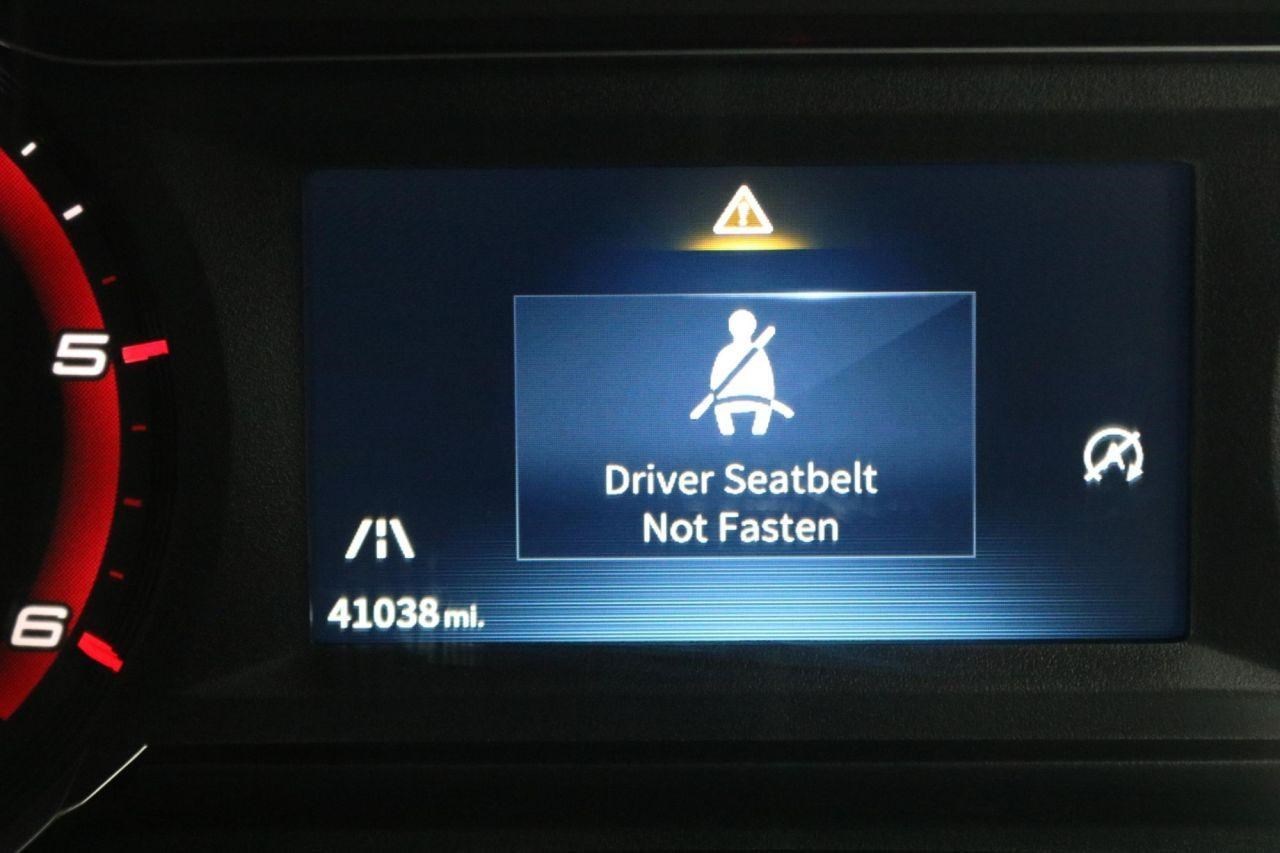 5
Driver Seatbelt
Not Fasten
6
41038 mi.